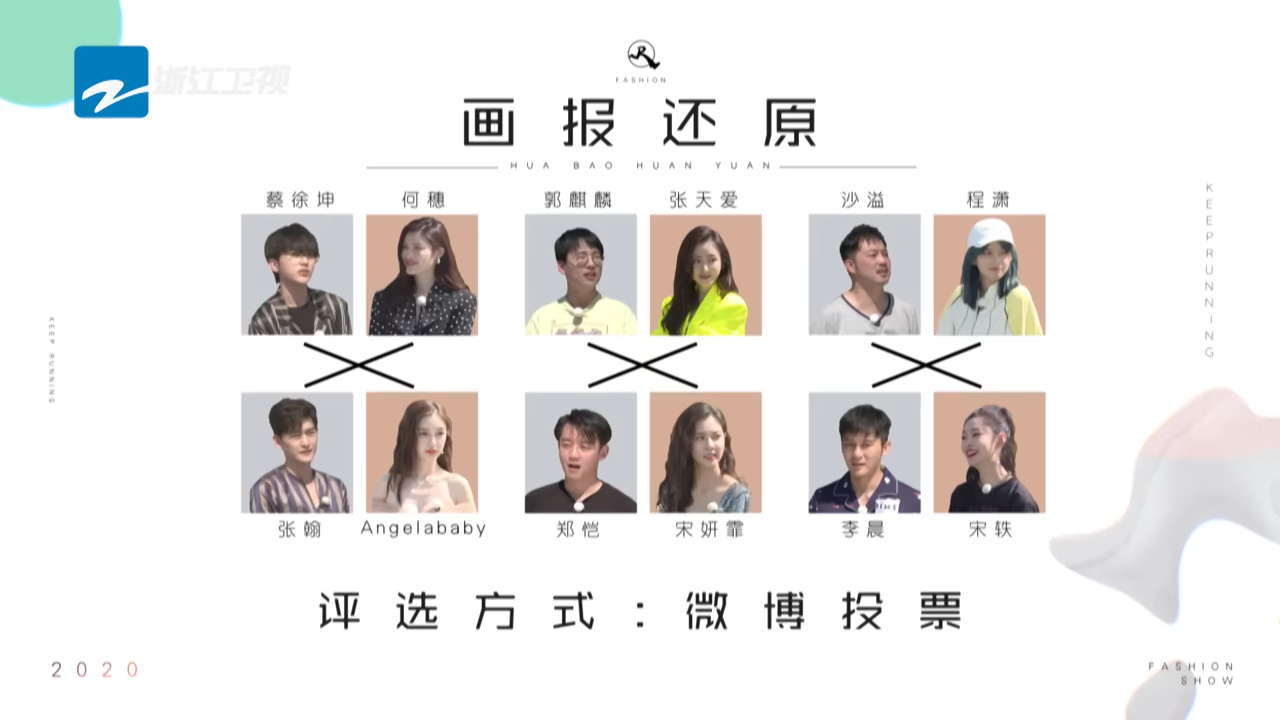 浙江卫视
R
FASHION
画报还原
HUA BAO HUAN YUAN
蔡徐坤 何穗 郭麒麟 张天爱 沙溢 程潇
张翰 Angelababy 郑恺 宋妍霏 李晨 宋轶
评选方式:微博投票
KEEP RUNNING
KEEPRUNNING
2020
FASHION
SHOW